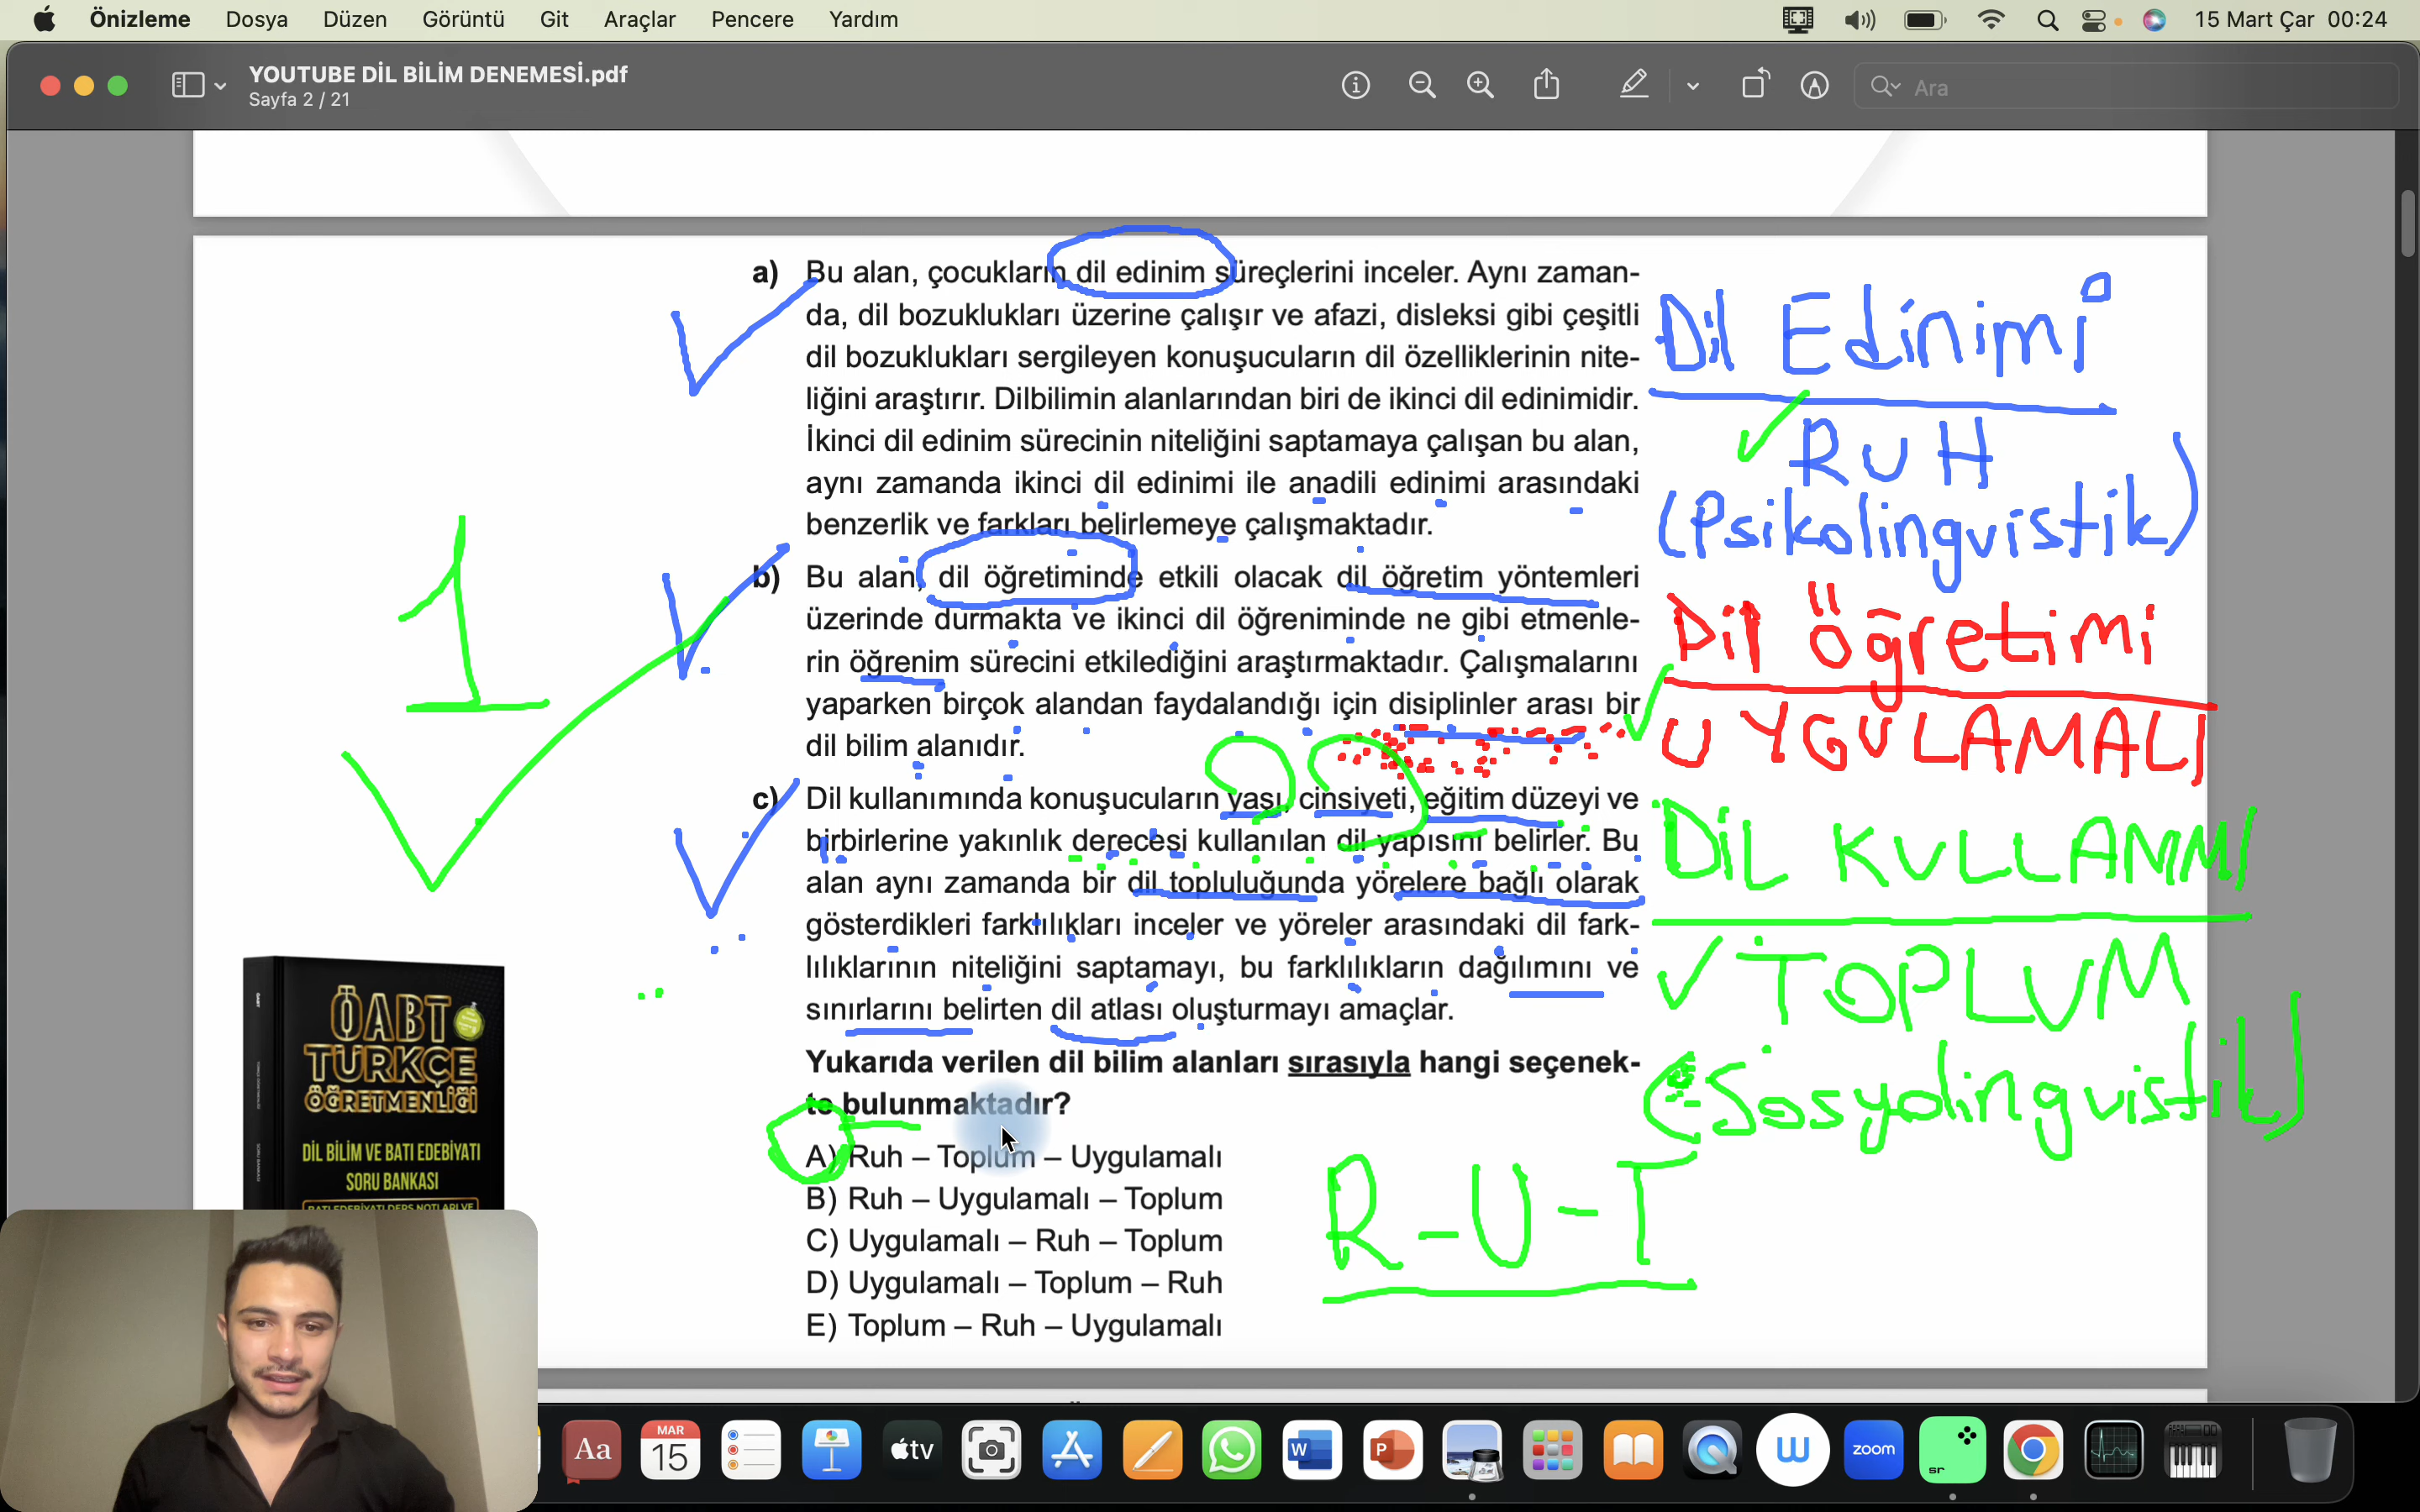 Önizleme Dosya Düzen Görüntü Git Araçlar Pencere Yardım 15 Mart Çar 00:24
YOUTUBE DİL BİLİM DENEMESİ.pdf
Sayfa 2 / 21
Ara
a) Bu alan, çocukların dil edinim süreçlerini inceler. Aynı zaman-
da, dil bozuklukları üzerine çalışır ve afazi, disleksi gibi çeşitli
dil bozuklukları sergileyen konuşucuların dil özelliklerinin nite-
liğini araştırır. Dilbilimin alanlarından biri de ikinci dil edinimidir.
İkinci dil edinim sürecinin niteliğini saptamaya çalışan bu alan,
aynı zamanda ikinci dil edinimi ile anadili edinimi arasındaki
benzerlik ve farkları belirlemeye çalışmaktadır.
b) Bu alan, dil öğretiminde etkili olacak dil öğretim yöntemleri
üzerinde durmakta ve ikinci dil öğreniminde ne gibi etmenle-
rin öğrenim sürecini etkilediğini araştırmaktadır. Çalışmalarını
yaparken birçok alandan faydalandığı için disiplinler arası bir
dil bilim alanıdır.
c) Dil kullanımında konuşucuların yaşı, cinsiyeti, eğitim düzeyi ve
birbirlerine yakınlık derecesi kullanılan dil yapısını belirler. Bu
alan aynı zamanda bir dil topluluğunda yörelere bağlı olarak
gösterdikleri farklılıkları inceler ve yöreler arasındaki dil fark-
lılıklarının niteliğini saptamayı, bu farklılıkların dağılımını ve
sınırlarını belirten dil atlası oluşturmayı amaçlar.
Yukarıda verilen dil bilim alanları sırasıyla hangi seçenek-
te bulunmaktadır?
A) Ruh – Toplum – Uygulamalı
B) Ruh – Uygulamalı – Toplum
C) Uygulamalı – Ruh – Toplum
D) Uygulamalı – Toplum – Ruh
E) Toplum – Ruh – Uygulamalı
Dil Edinimi
RUH
(Psikolingvistik)
Dil Öğretimi
UYGULAMALI
DİL KULLANIMI
TOPLUM
(Sosyolingvistik)
R-U-T
1
ÖABT
TÜRKÇE
ÖĞRETMENLİĞİ
DİL BİLİM VE BATI EDEBİYATI
SORU BANKASI
BATI EDEBİYATI DERS NOTLARI VE
Aa
MAR
15
tv
W
P
W
zoom
sr